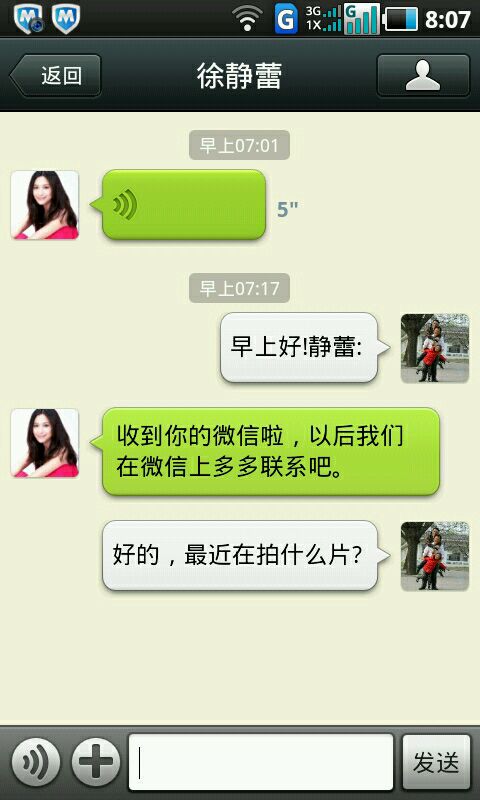 G 3G 1X G 8:07
返回 徐静蕾
早上07:01
5"
早上07:17
早上好!静蕾:
收到你的微信啦，以后我们
在微信上多多联系吧。
好的，最近在拍什么片?
发送